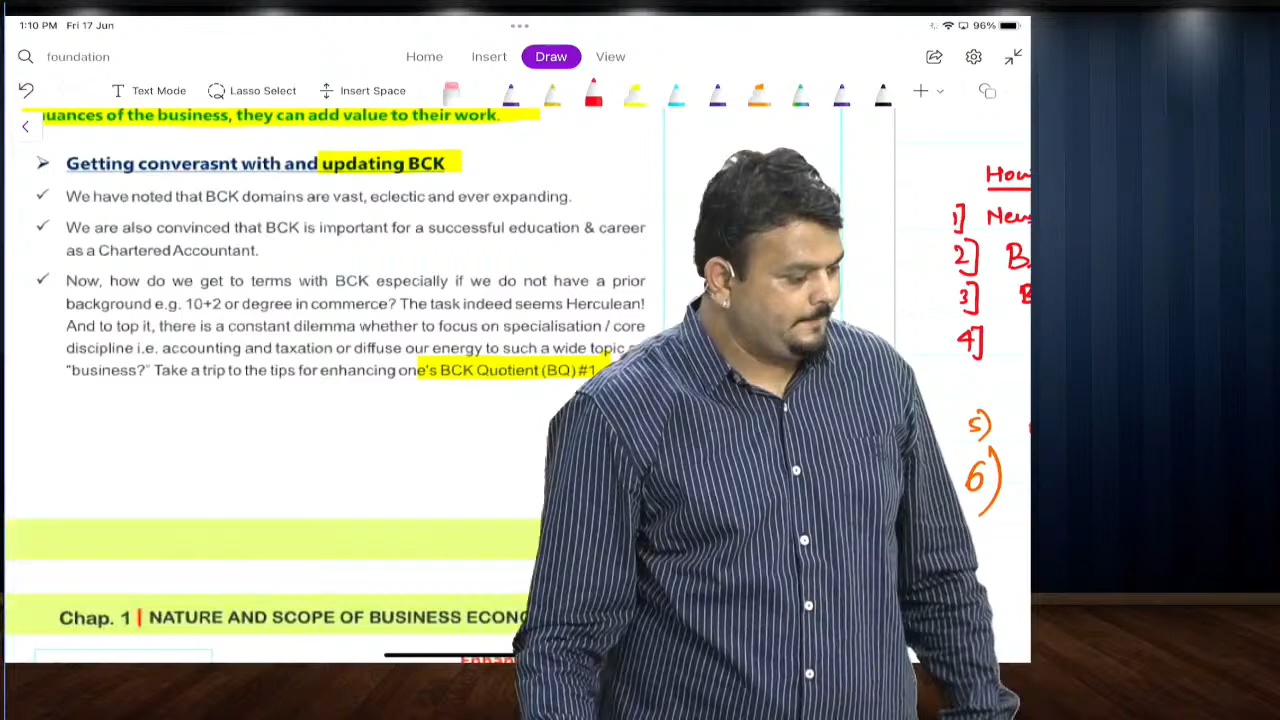 1:10 PM Fri 17 Jun
96%
foundation
Home Insert Draw View
Text Mode Lasso Select Insert Space
nuances of the business, they can add value to their work.
Getting converasnt with and updating BCK
We have noted that BCK domains are vast, eclectic and ever expanding.
We are also convinced that BCK is important for a successful education & career
as a Chartered Accountant.
Now, how do we get to terms with BCK especially if we do not have a prior
background e.g. 10+2 or degree in commerce? The task indeed seems Herculean!
And to top it, there is a constant dilemma whether to focus on specialisation / core
discipline i.e. accounting and taxation or diffuse our energy to such a wide topic
"business?" Take a trip to the tips for enhancing one's BCK Quotient (BQ) #1
Chap. 1 | NATURE AND SCOPE OF BUSINESS
How
1]
2] B
3] B
4]
5)
6)